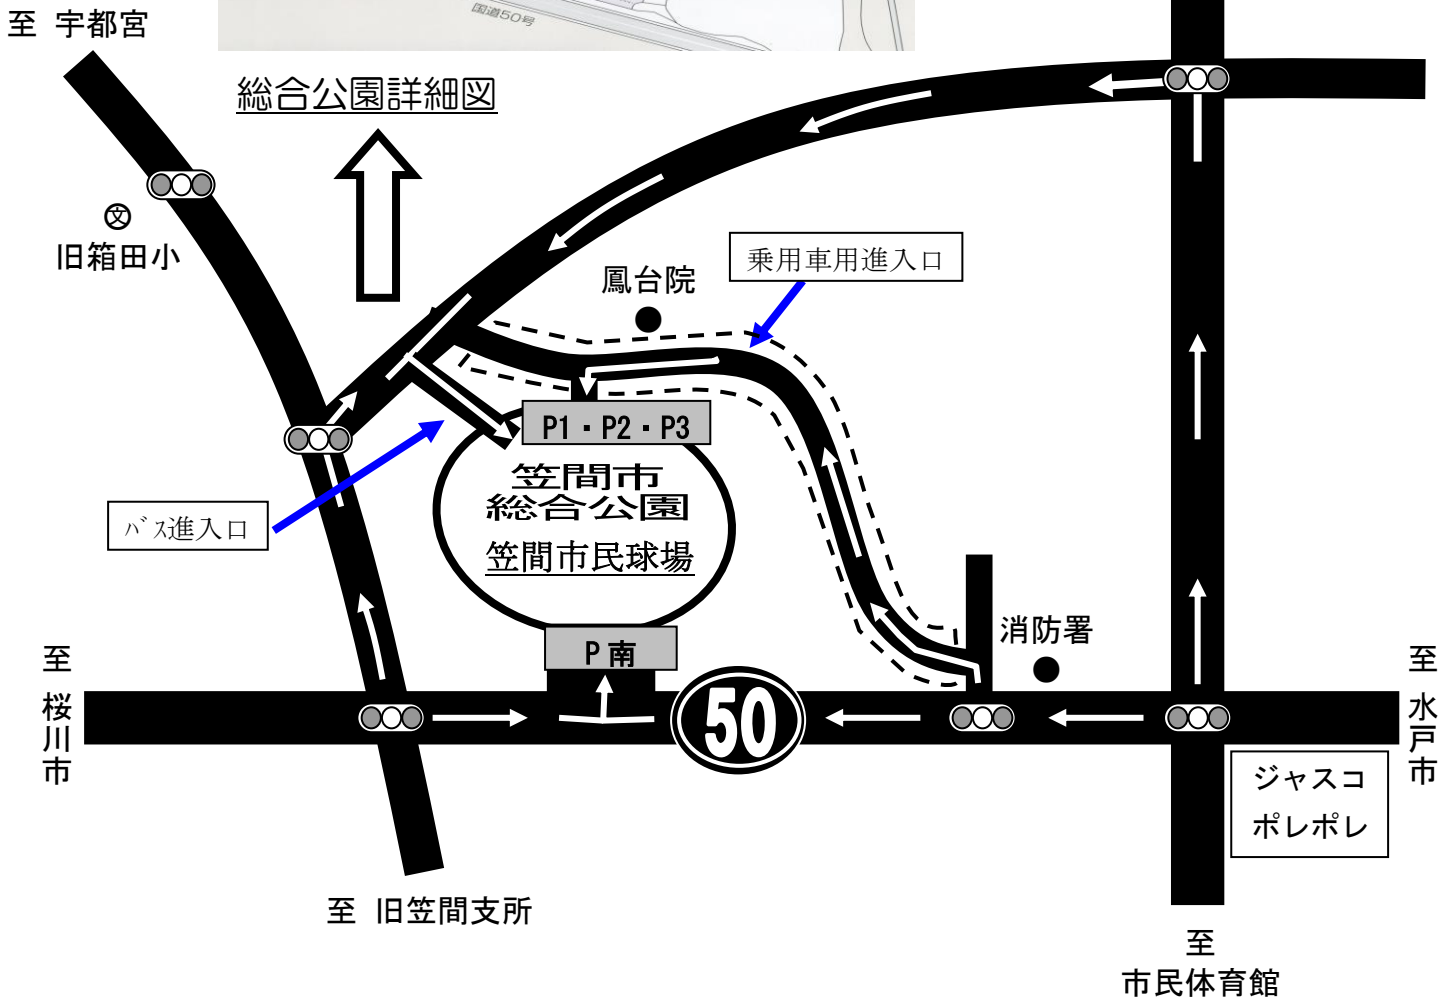 国道50号
至 宇都宮
総合公園詳細図
文
旧箱田小
鳳台院
乗用車用進入口
P1・P2・P3
笠間市
総合公園
笠間市民球場
バス進入口
P南
消防署
至 桜川市
50
至 水戸市
ジャスコ
ポレポレ
至 旧笠間支所
至
市民体育館